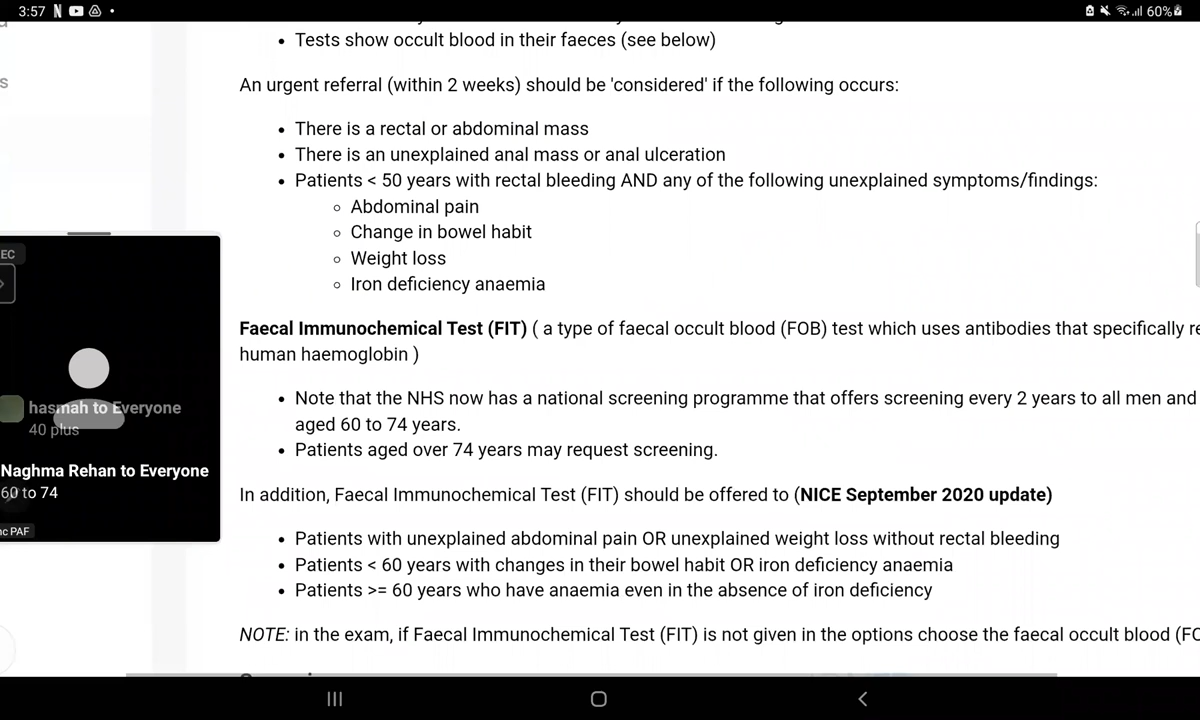 3:57
60%
Tests show occult blood in their faeces (see below)
s
An urgent referral (within 2 weeks) should be 'considered' if the following occurs:
There is a rectal or abdominal mass
There is an unexplained anal mass or anal ulceration
Patients < 50 years with rectal bleeding AND any of the following unexplained symptoms/findings:
Abdominal pain
Change in bowel habit
Weight loss
Iron deficiency anaemia
EC
hasmah to Everyone
40 plus
Naghma Rehan to Everyone
60 to 74
nc PAF
Faecal Immunochemical Test (FIT) ( a type of faecal occult blood (FOB) test which uses antibodies that specifically re
human haemoglobin )
Note that the NHS now has a national screening programme that offers screening every 2 years to all men and
aged 60 to 74 years.
Patients aged over 74 years may request screening.
In addition, Faecal Immunochemical Test (FIT) should be offered to (NICE September 2020 update)
Patients with unexplained abdominal pain OR unexplained weight loss without rectal bleeding
Patients < 60 years with changes in their bowel habit OR iron deficiency anaemia
Patients >= 60 years who have anaemia even in the absence of iron deficiency
NOTE: in the exam, if Faecal Immunochemical Test (FIT) is not given in the options choose the faecal occult blood (FO